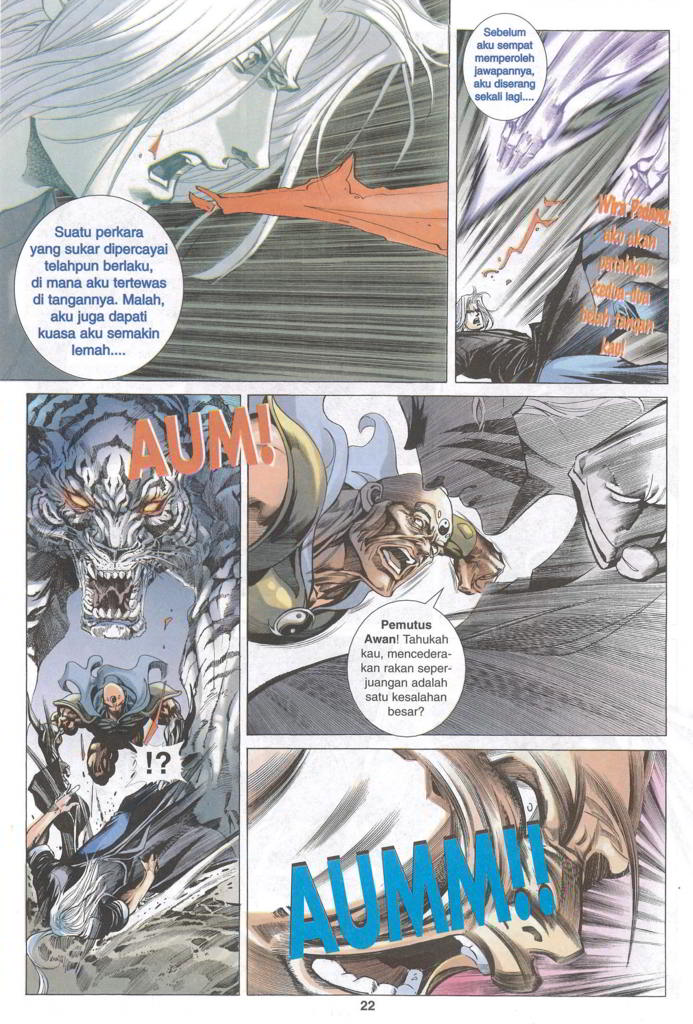 Suatu perkara
yang sukar dipercayai
telahpun berlaku,
di mana aku tertewas
di tangannya. Malah,
aku juga dapati
kuasa aku semakin
lemah....
Sebelum
aku sempat
memperoleh
jawapannya,
aku diserang
sekali lagi....
Wira Padang,
aku akan
patahkan
kedua-dua
belah tangan
kau!
AUM!
!?
Pemutus
Awan! Tahukah
kau, mencedera-
kan rakan seper-
juangan adalah
satu kesalahan
besar?
AUMM!!
22